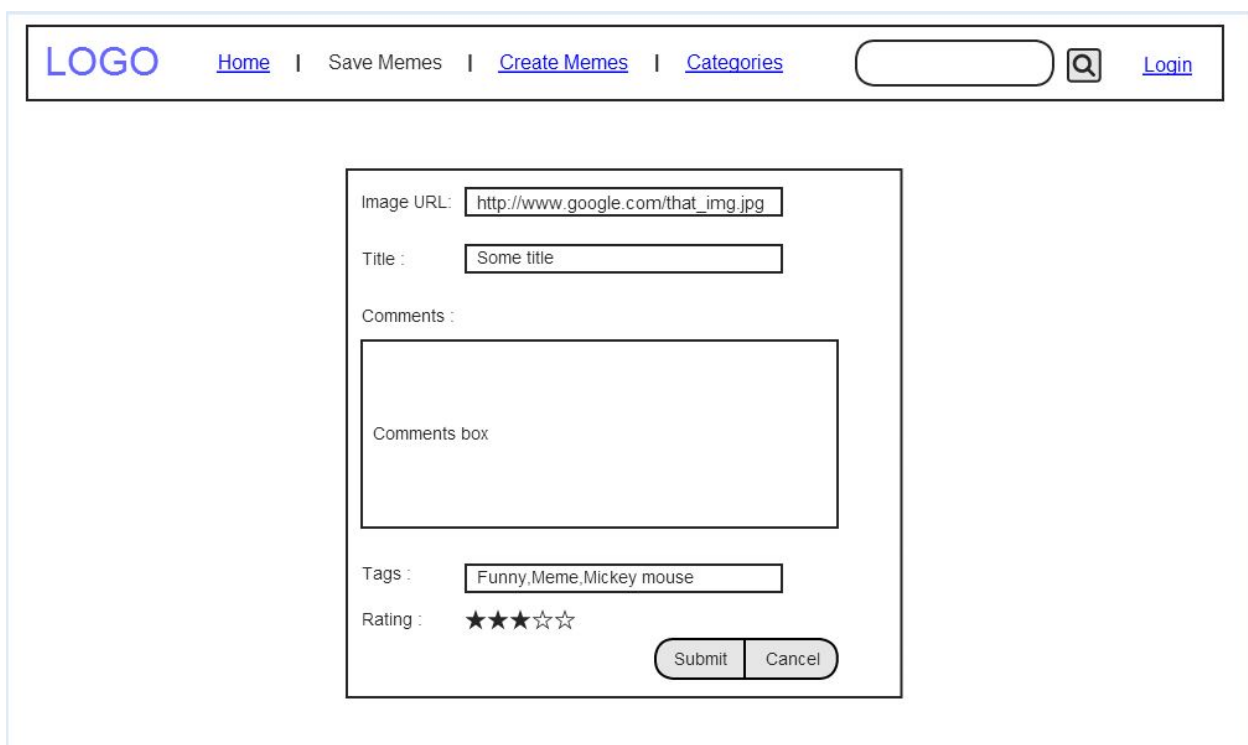 LOGO Home | Save Memes | Create Memes | Categories Login
Image URL: http://www.google.com/that_img.jpg
Title : Some title
Comments :
Comments box
Tags : Funny,Meme,Mickey mouse
Rating : ★★★☆☆
Submit Cancel